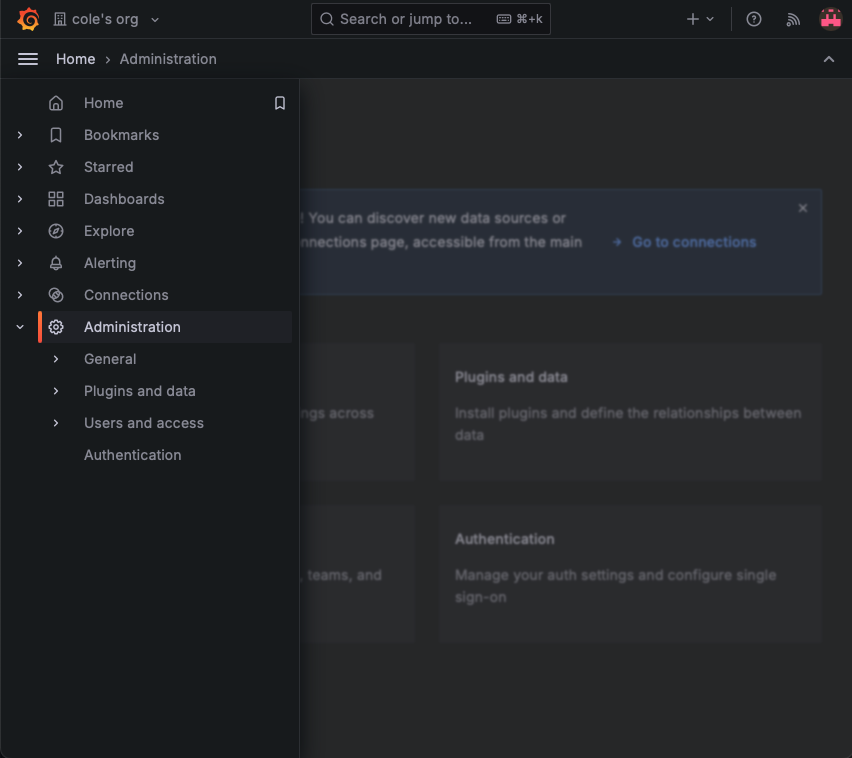 cole's org
Search or jump to...
⌘+k
Home › Administration
Home
Bookmarks
Starred
Dashboards
Explore
Alerting
Connections
Administration
General
Plugins and data
Users and access
Authentication
! You can discover new data sources or
nnections page, accessible from the main
Go to connections
ngs across
Plugins and data
Install plugins and define the relationships between
data
, teams, and
Authentication
Manage your auth settings and configure single
sign-on